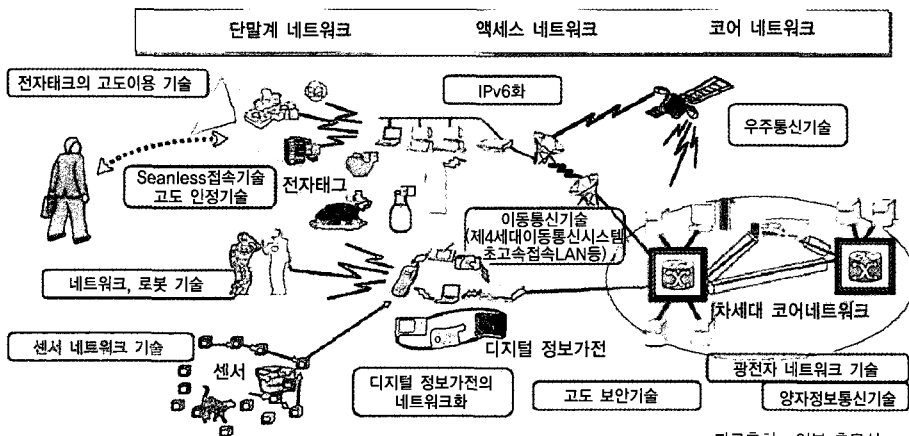 단말계 네트워크 액세스 네트워크 코어 네트워크
전자태크의 고도이용 기술
IPv6화
우주통신기술
Seanless접속기술
고도 인정기술
전자태그
이동통신기술
(제4세대이동통신시스템,
초고속접속LAN등)
네트워크, 로봇 기술
차세대 코어네트워크
센서 네트워크 기술
센서
디지털 정보가전
디지털 정보가전의
네트워크화
고도 보안기술
광전자 네트워크 기술
양자정보통신기술